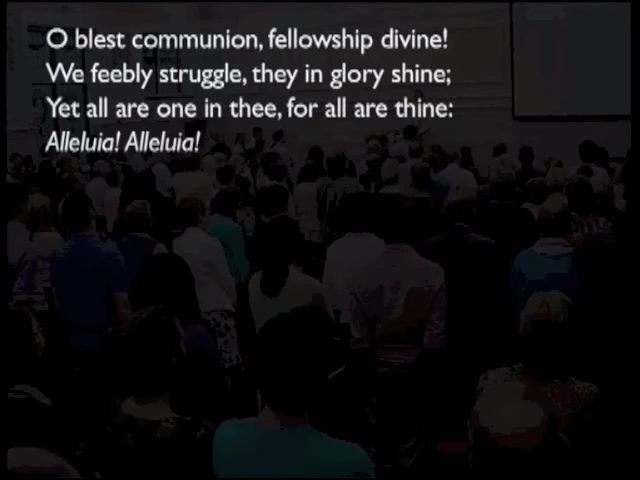 O blest communion, fellowship divine!
We feebly struggle, they in glory shine;
Yet all are one in thee, for all are thine:
Alleluia! Alleluia!